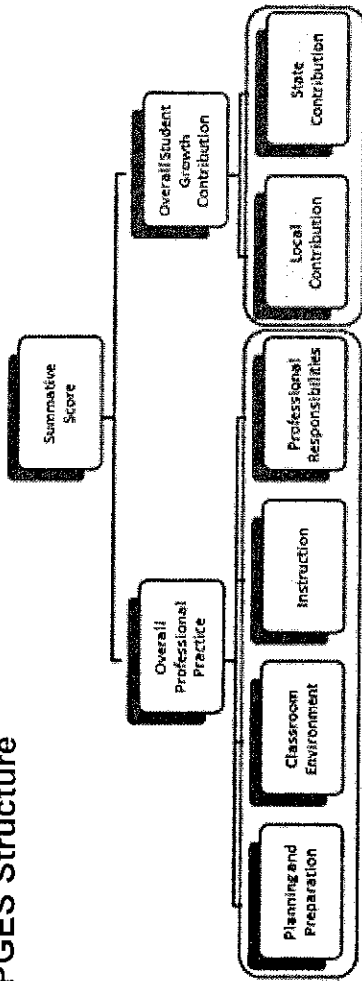 PGES Structure
Summative
Score
Overall
Professional
Practice
Overall Student
Growth
Contribution
Planning and
Preparation
Classroom
Environment
Instruction
Professional
Responsibilities
Local
Contribution
State
Contribution